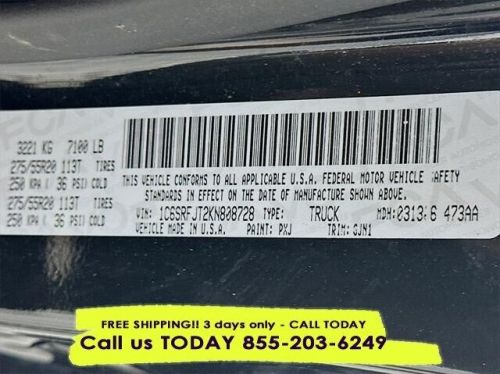 3221 KG 7100 LB
275/55R20 113T TIRES
250 KPA/ 36 PSI/COLD
275/55R20 113T TIRES
250 KPA/ 36 PSI/COLD
THIS VEHICLE CONFORMS TO ALL APPLICABLE U.S.A. FEDERAL MOTOR VEHICLE SAFETY
STANDARDS IN EFFECT ON THE DATE OF MANUFACTURE SHOWN ABOVE.
VIN: 1C6SRFJT2KN808728 TYPE: TRUCK MDH: 0313:6 473AA
VEHICLE MADE IN U.S.A. PAINT: PXJ TRIM: GJN1
FREE SHIPPING!! 3 days only - CALL TODAY
Call us TODAY 855-203-6249